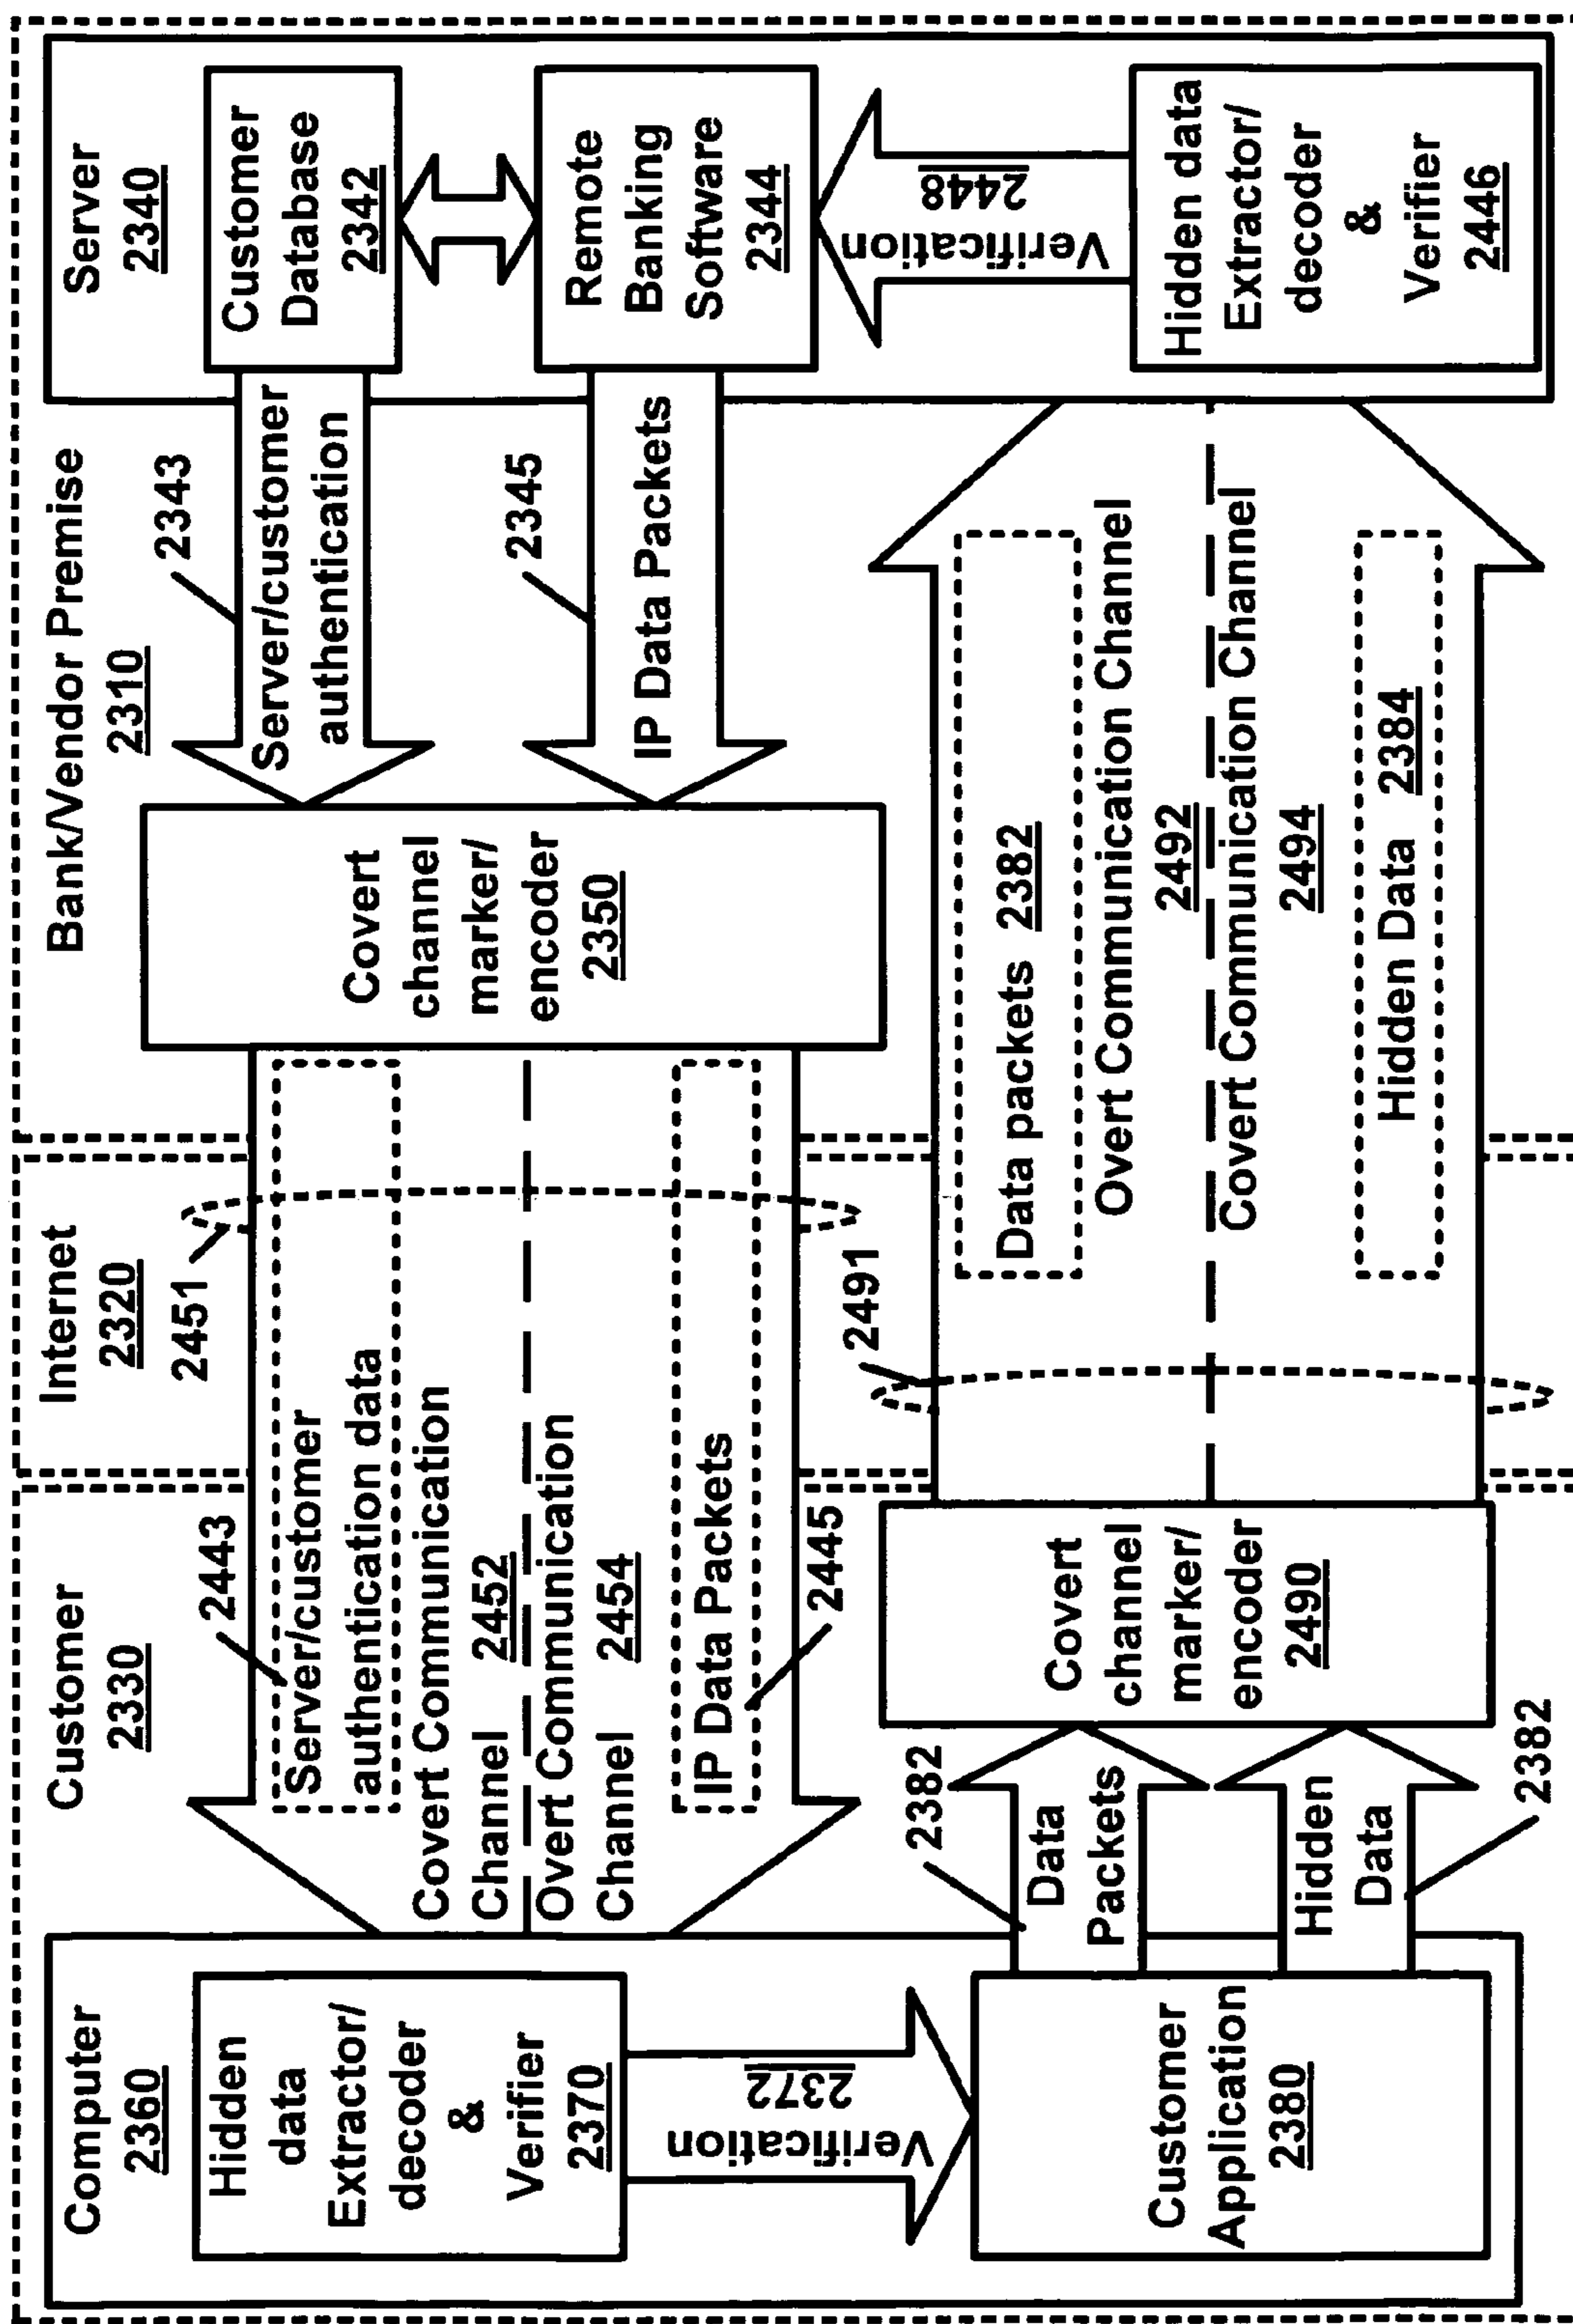 Customer
2330
Computer
2360
Hidden
data
Extractor/
decoder
&
Verifier
2370
Verification
2372
Customer
Application
2380
2443
Server/customer
authentication data
Covert Communication
Channel 2452
Overt Communication
Channel 2454
IP Data Packets
2445
2382
Data
Packets
Hidden
Data
2382
Covert
channel
marker/
encoder
2490
Internet
2320
2451
2491
Bank/Vendor Premise
2310
Covert
channel
marker/
encoder
2350
2343
Server/customer
authentication
2345
IP Data Packets
Data packets 2382
Overt Communication Channel
2492
Covert Communication Channel
2494
Hidden Data 2384
Server
2340
Customer
Database
2342
Remote
Banking
Software
2344
Verification
2448
Hidden data
Extractor/
decoder
&
Verifier
2446